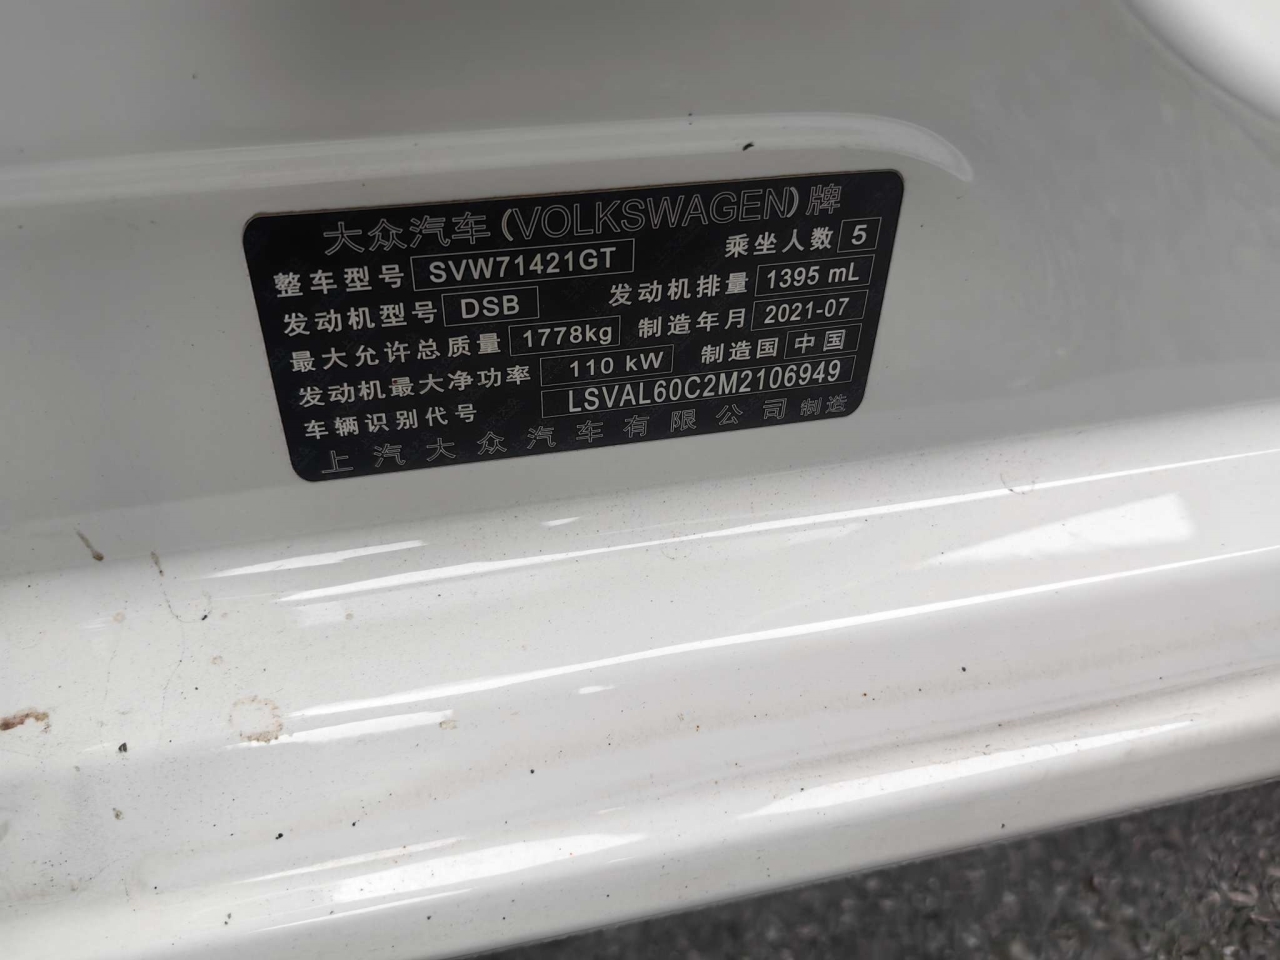 大众汽车(VOLKSWAGEN)牌
整车型号 SVW71421GT 乘坐人数 5
发动机型号 DSB 发动机排量 1395 mL
最大允许总质量 1778kg 制造年月 2021-07
发动机最大净功率 110 kW 制造国 中国
车辆识别代号 LSVAL60C2M2106949
上汽大众汽车有限公司制造